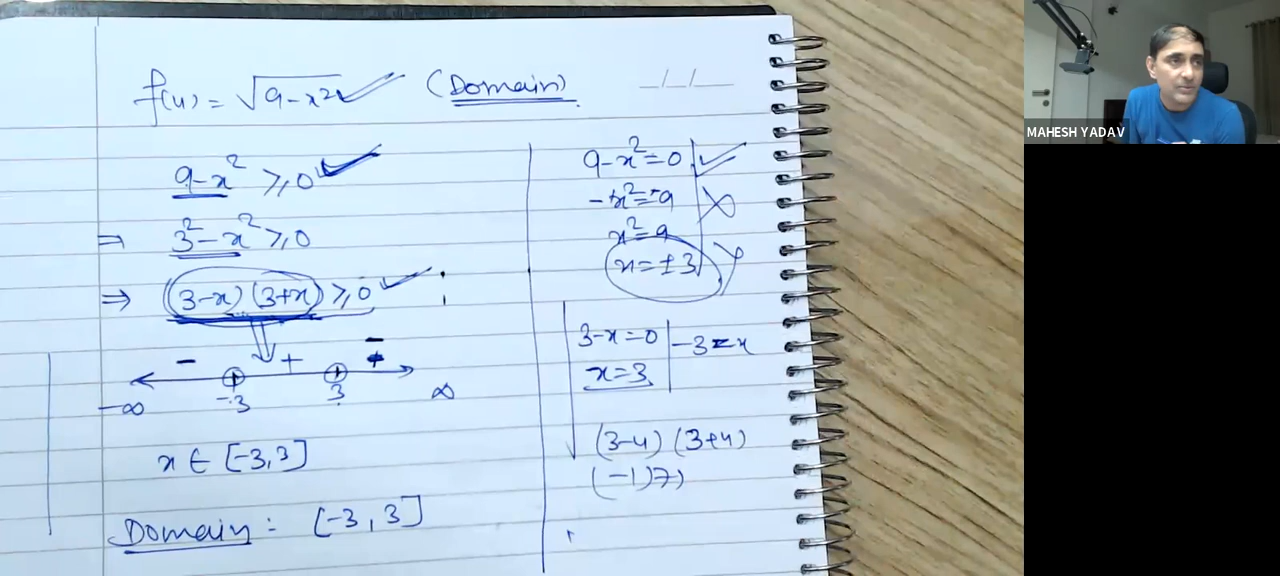 f(x) = √9-x² (Domain)
9-x² ≥ 0
⇒ 3²-x² ≥ 0
⇒ (3-x) (3+x) ≥ 0
- + -
-∞ -3 3 ∞
x ∈ [-3, 3]
Domain : [-3, 3]
9-x² = 0
-x² = -9
x² = 9
x = ±3
3-x = 0 | -3 = x
x = 3
(3-4) (3+4)
(-1) 7)
MAHESH YADAV